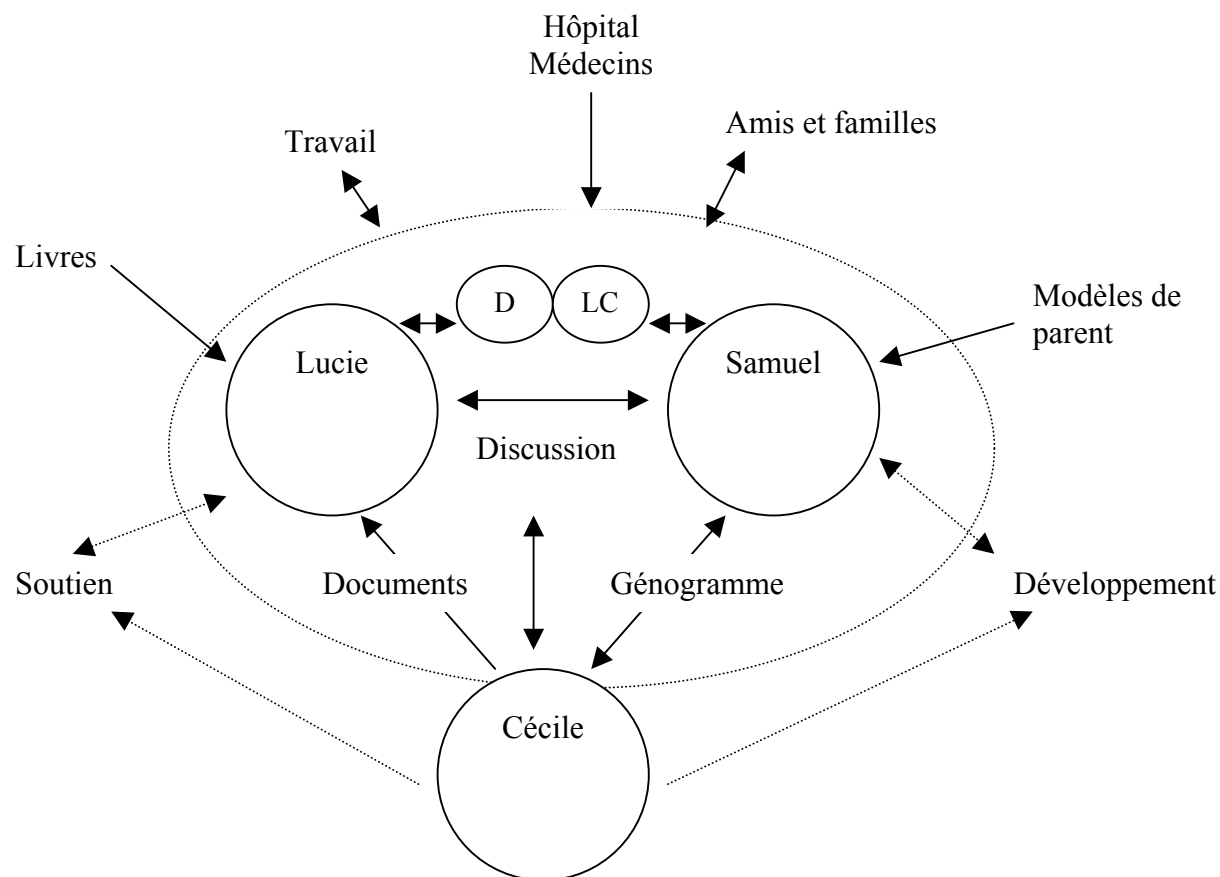 Hôpital
Médecins
Amis et familles
Travail
Livres
D
LC
Modèles de
parent
Lucie
Samuel
Discussion
Soutien
Documents
Génogramme
Développement
Cécile